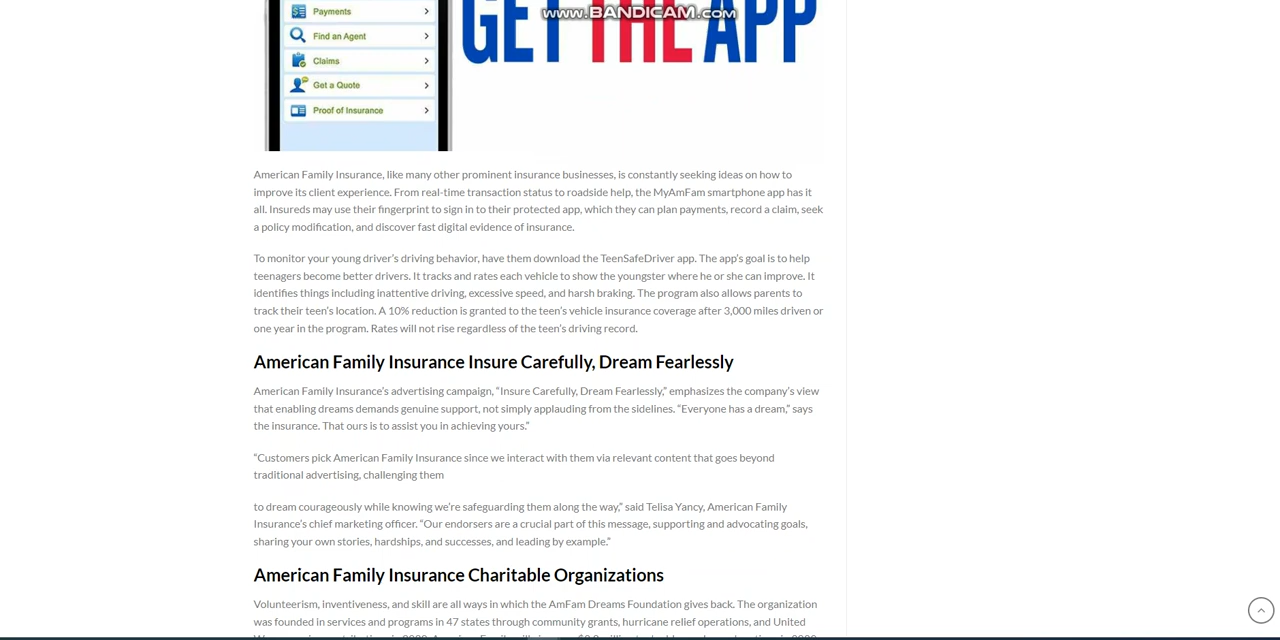 www.BANDICAM.com
GET THE APP
Payments
Find an Agent
Claims
Get a Quote
Proof of Insurance
American Family Insurance, like many other prominent insurance businesses, is constantly seeking ideas on how to
improve its client experience. From real-time transaction status to roadside help, the MyAmFam smartphone app has it
all. Insureds may use their fingerprint to sign in to their protected app, which they can plan payments, record a claim, seek
a policy modification, and discover fast digital evidence of insurance.
To monitor your young driver's driving behavior, have them download the TeenSafeDriver app. The app's goal is to help
teenagers become better drivers. It tracks and rates each vehicle to show the youngster where he or she can improve. It
identifies things including inattentive driving, excessive speed, and harsh braking. The program also allows parents to
track their teen's location. A 10% reduction is granted to the teen's vehicle insurance coverage after 3,000 miles driven or
one year in the program. Rates will not rise regardless of the teen's driving record.
American Family Insurance Insure Carefully, Dream Fearlessly
American Family Insurance's advertising campaign, “Insure Carefully, Dream Fearlessly,” emphasizes the company's view
that enabling dreams demands genuine support, not simply applauding from the sidelines. “Everyone has a dream,” says
the insurance. That ours is to assist you in achieving yours.”
“Customers pick American Family Insurance since we interact with them via relevant content that goes beyond
traditional advertising, challenging them
to dream courageously while knowing we're safeguarding them along the way,” said Telisa Yancy, American Family
Insurance's chief marketing officer. “Our endorsers are a crucial part of this message, supporting and advocating goals,
sharing your own stories, hardships, and successes, and leading by example.”
American Family Insurance Charitable Organizations
Volunteerism, inventiveness, and skill are all ways in which the AmFam Dreams Foundation gives back. The organization
was founded in services and programs in 47 states through community grants, hurricane relief operations, and United